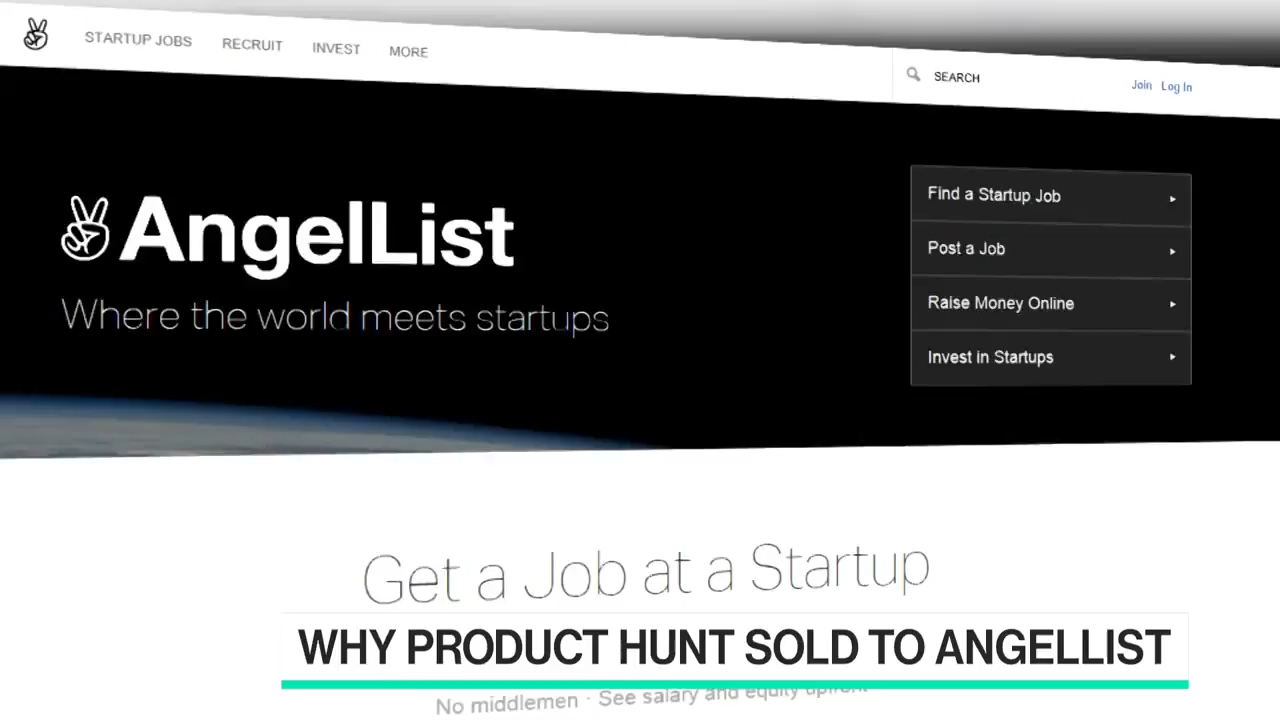 STARTUP JOBS RECRUIT INVEST MORE
SEARCH
Join Log In
AngelList
Where the world meets startups
Find a Startup Job
Post a Job
Raise Money Online
Invest in Startups
Get a Job at a Startup
WHY PRODUCT HUNT SOLD TO ANGELLIST
No middlemen · See salary and equity upfront